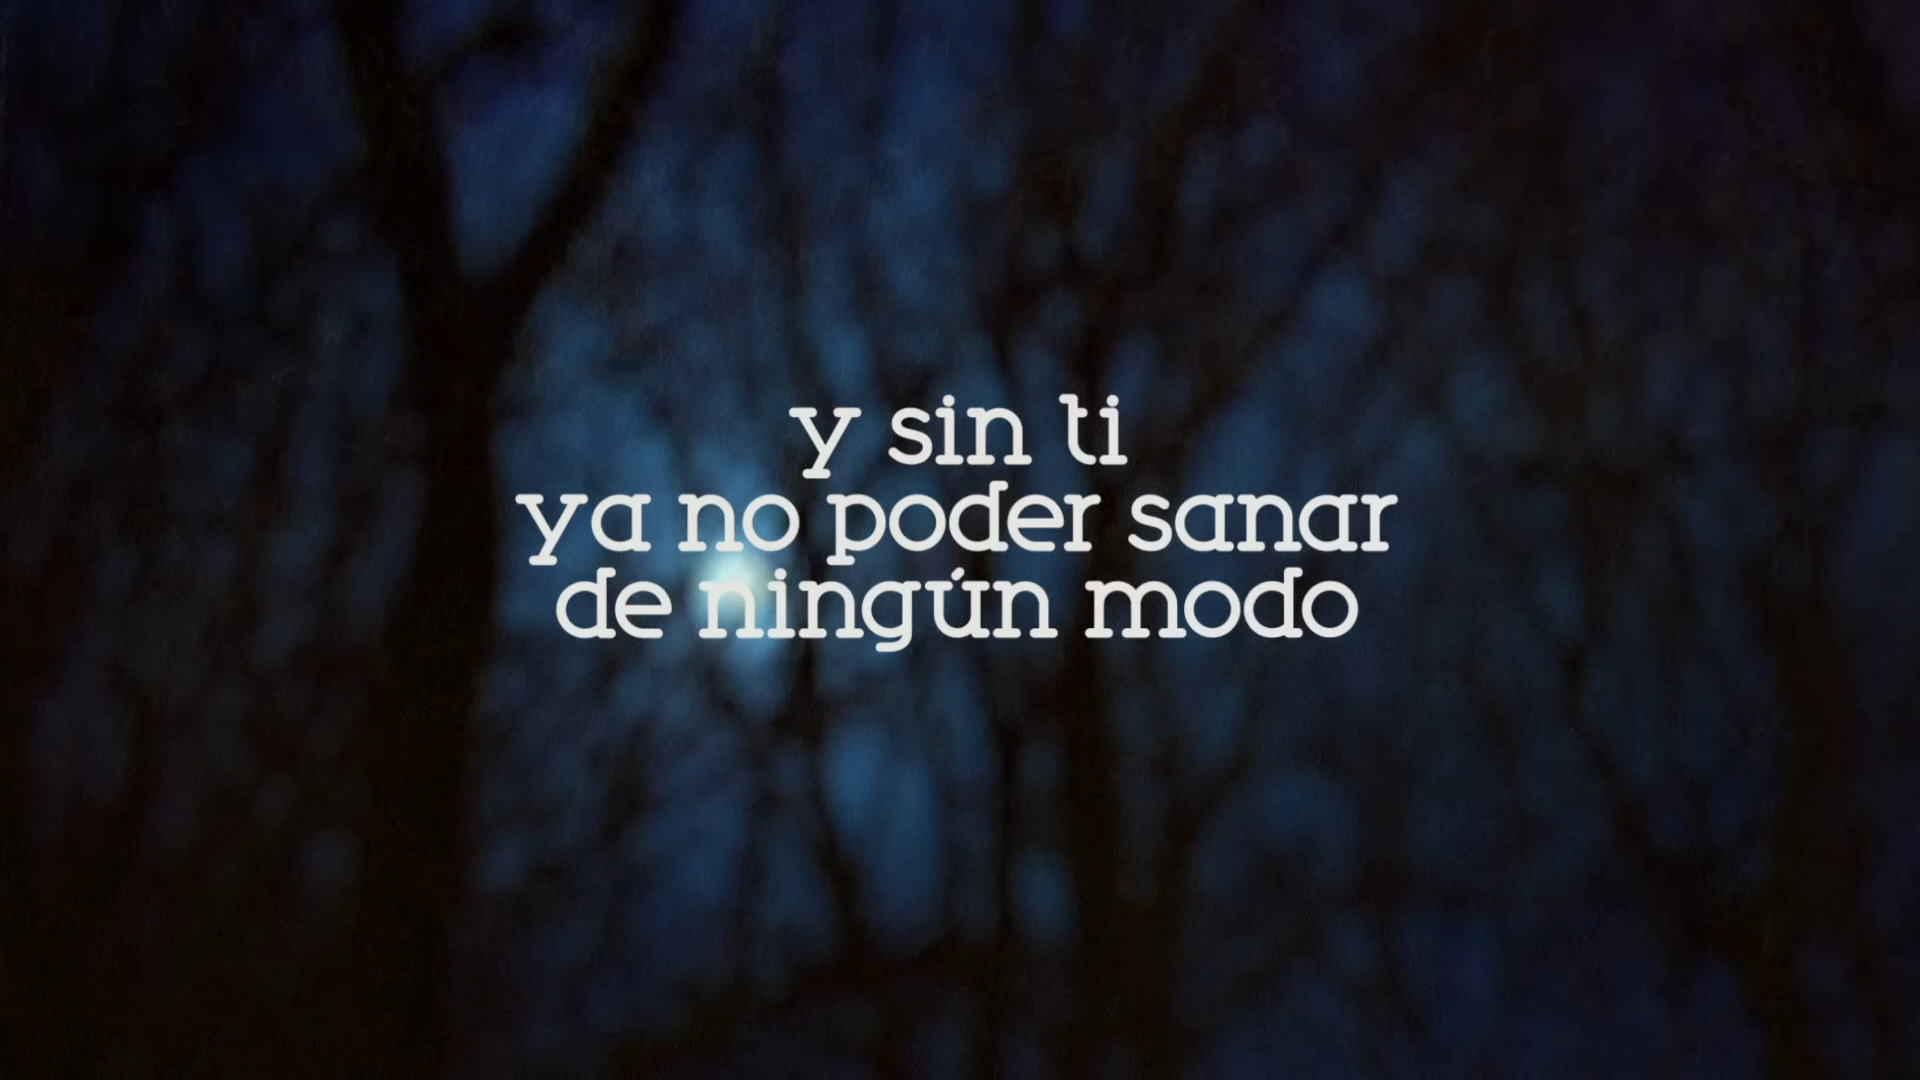 y sin ti
ya no poder sanar
de ningún modo